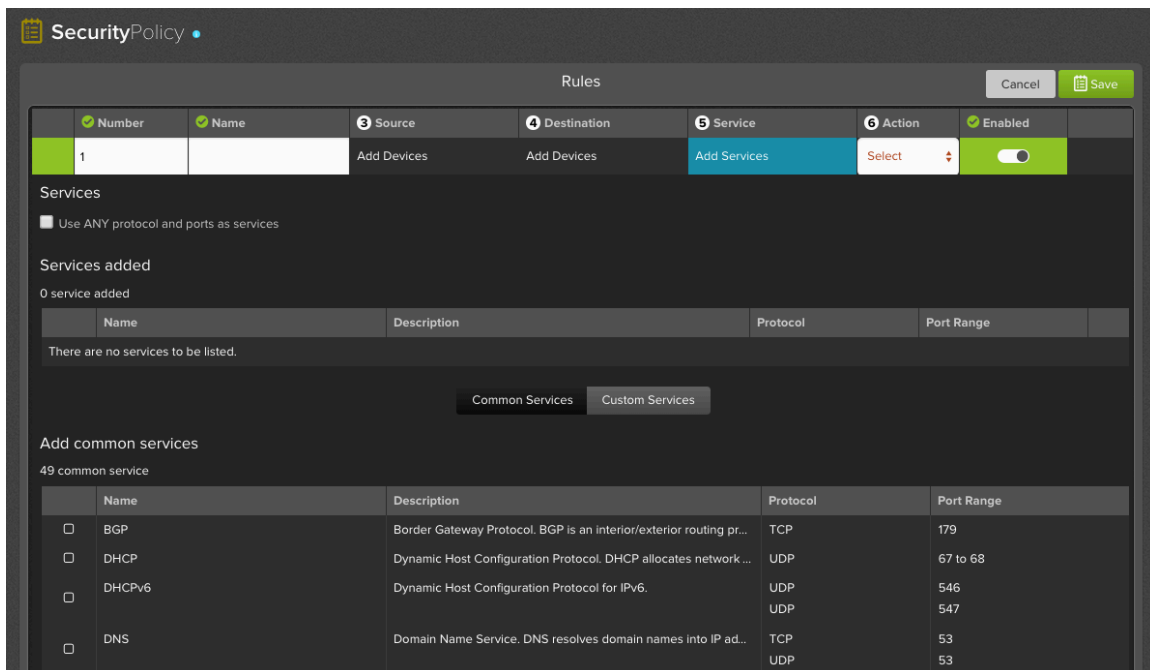 SecurityPolicy
Rules
Cancel
Save
Number Name 3 Source 4 Destination 5 Service 6 Action Enabled
1 Add Devices Add Devices Add Services Select
Services
Use ANY protocol and ports as services
Services added
0 service added
Name Description Protocol Port Range
There are no services to be listed.
Common Services Custom Services
Add common services
49 common service
Name Description Protocol Port Range
BGP Border Gateway Protocol. BGP is an interior/exterior routing pr... TCP 179
DHCP Dynamic Host Configuration Protocol. DHCP allocates network ... UDP 67 to 68
DHCPv6 Dynamic Host Configuration Protocol for IPv6. UDP 546
UDP 547
DNS Domain Name Service. DNS resolves domain names into IP ad... TCP 53
UDP 53